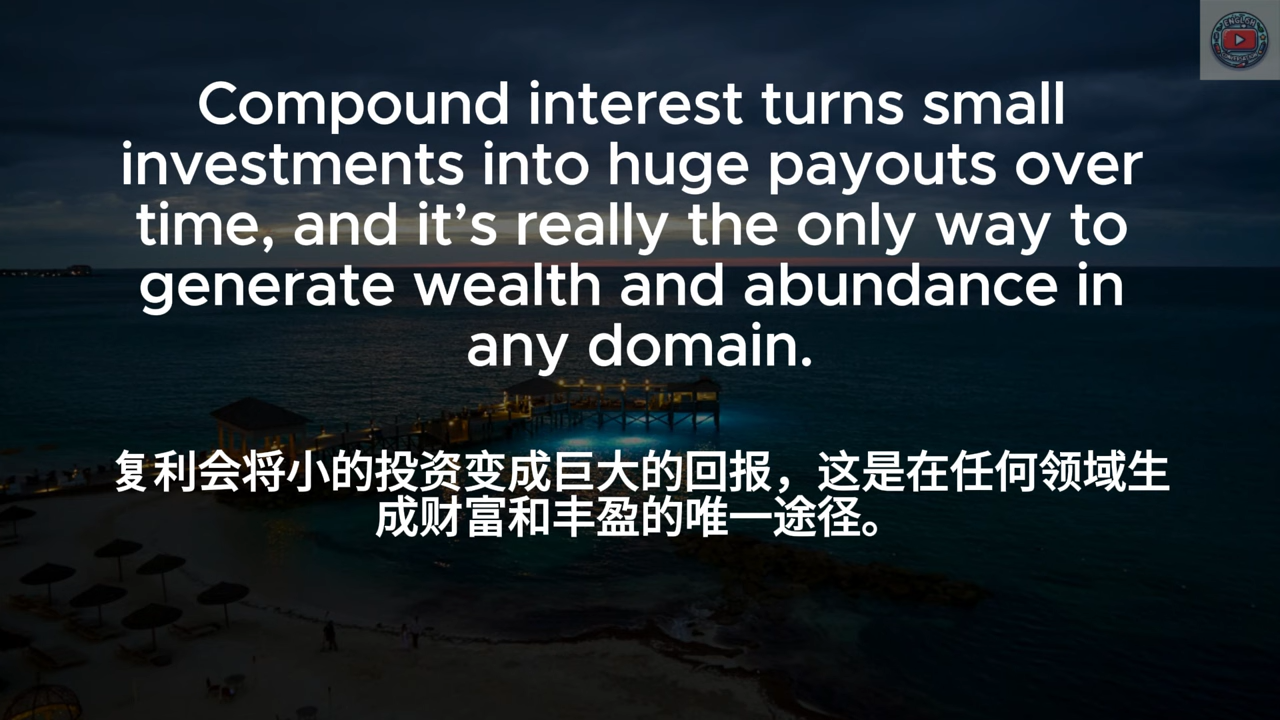 Compound interest turns small
investments into huge payouts over
time, and it’s really the only way to
generate wealth and abundance in
any domain.
复利会将小的投资变成巨大的回报，这是在任何领域生
成财富和丰盈的唯一途径。